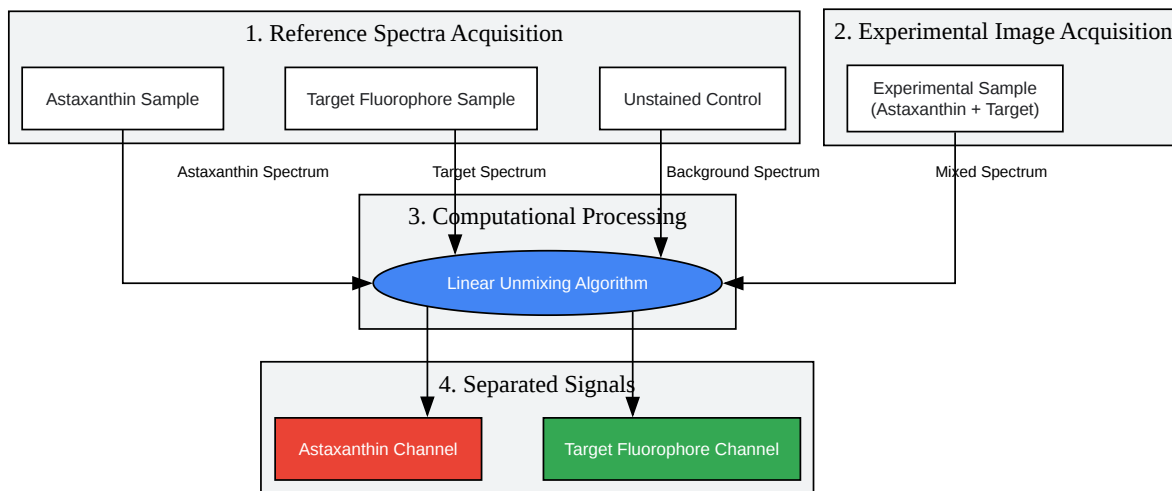 1. Reference Spectra Acquisition
2. Experimental Image Acquisition
Astaxanthin Sample
Target Fluorophore Sample
Unstained Control
Experimental Sample
(Astaxanthin + Target)
Astaxanthin Spectrum
Target Spectrum
Background Spectrum
Mixed Spectrum
3. Computational Processing
Linear Unmixing Algorithm
4. Separated Signals
Astaxanthin Channel
Target Fluorophore Channel